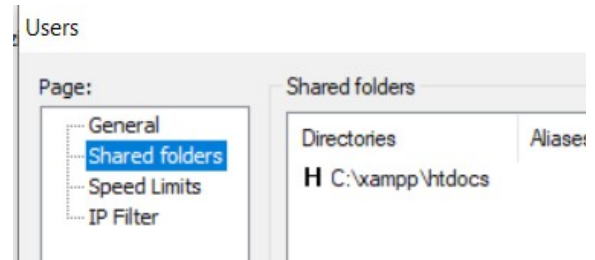 Users
Page:
General
Shared folders
Speed Limits
IP Filter
Shared folders
Directories Aliases
H C:\xampp\htdocs